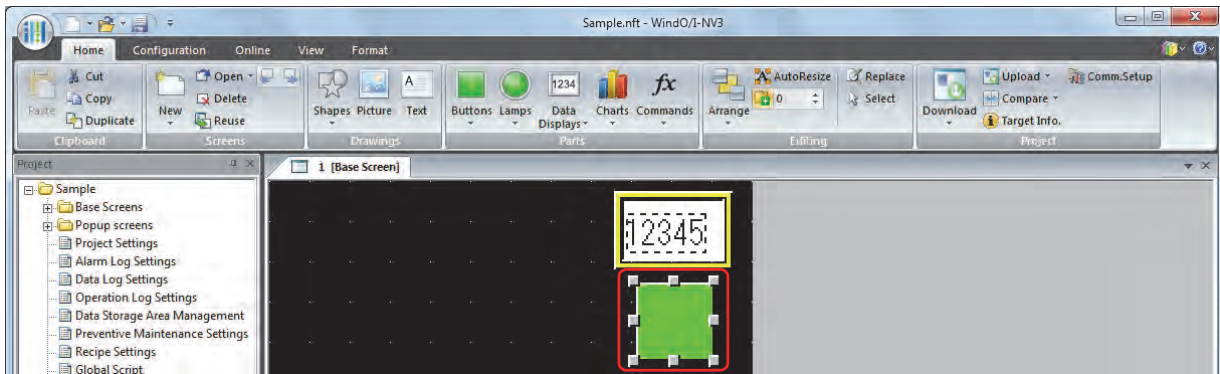 Sample.nft - WindO/I-NV3
Home Configuration Online View Format
Cut
Copy
Duplicate
Paste
Clipboard
New
Open
Delete
Reuse
Screens
Shapes Picture Text
A
Drawings
Buttons Lamps
1234
Data
Displays
Charts
fx
Commands
Parts
Arrange
AutoResize
0
Replace
Select
Editing
Download
Upload
Compare
Target Info.
Comm.Setup
Project
Project
1 [Base Screen]
Sample
Base Screens
Popup screens
Project Settings
Alarm Log Settings
Data Log Settings
Operation Log Settings
Data Storage Area Management
Preventive Maintenance Settings
Recipe Settings
Global Script
12345